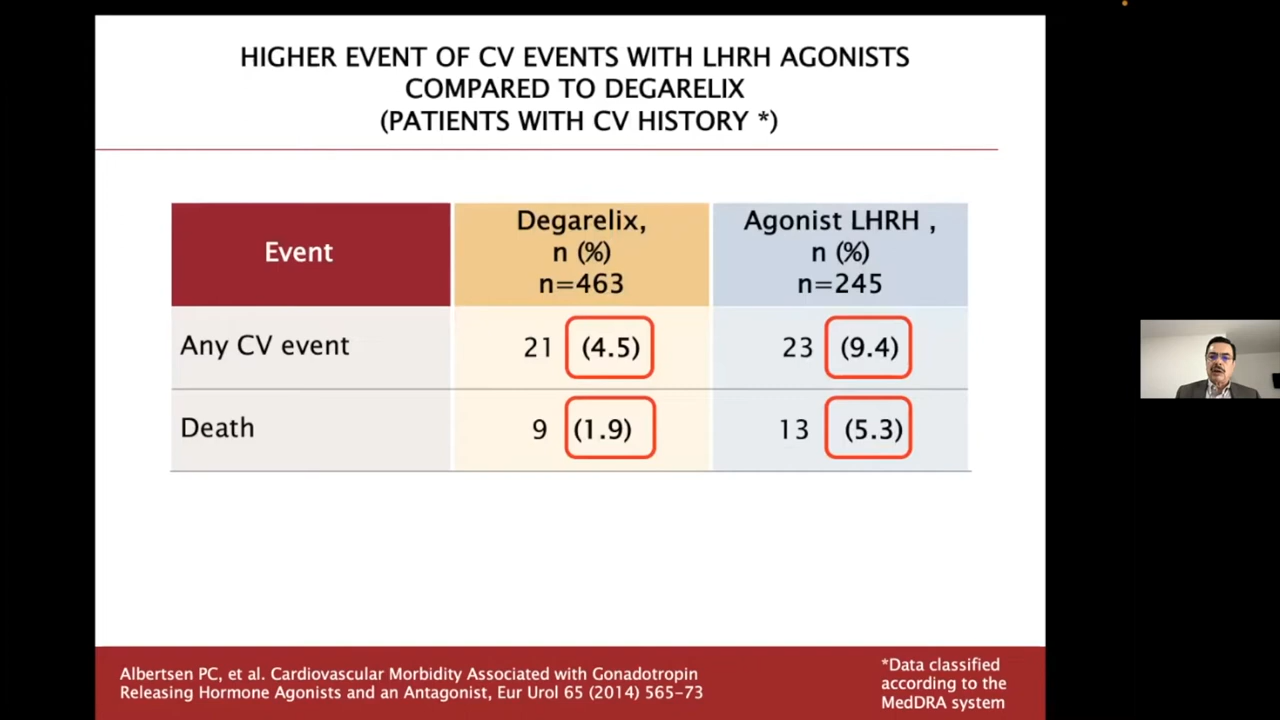 HIGHER EVENT OF CV EVENTS WITH LHRH AGONISTS
COMPARED TO DEGARELIX
(PATIENTS WITH CV HISTORY *)
Event
Degarelix,
n (%)
n=463
Agonist LHRH ,
n (%)
n=245
Any CV event
21 (4.5)
23 (9.4)
Death
9 (1.9)
13 (5.3)
Albertsen PC, et al. Cardiovascular Morbidity Associated with Gonadotropin
Releasing Hormone Agonists and an Antagonist, Eur Urol 65 (2014) 565-73
*Data classified
according to the
MedDRA system